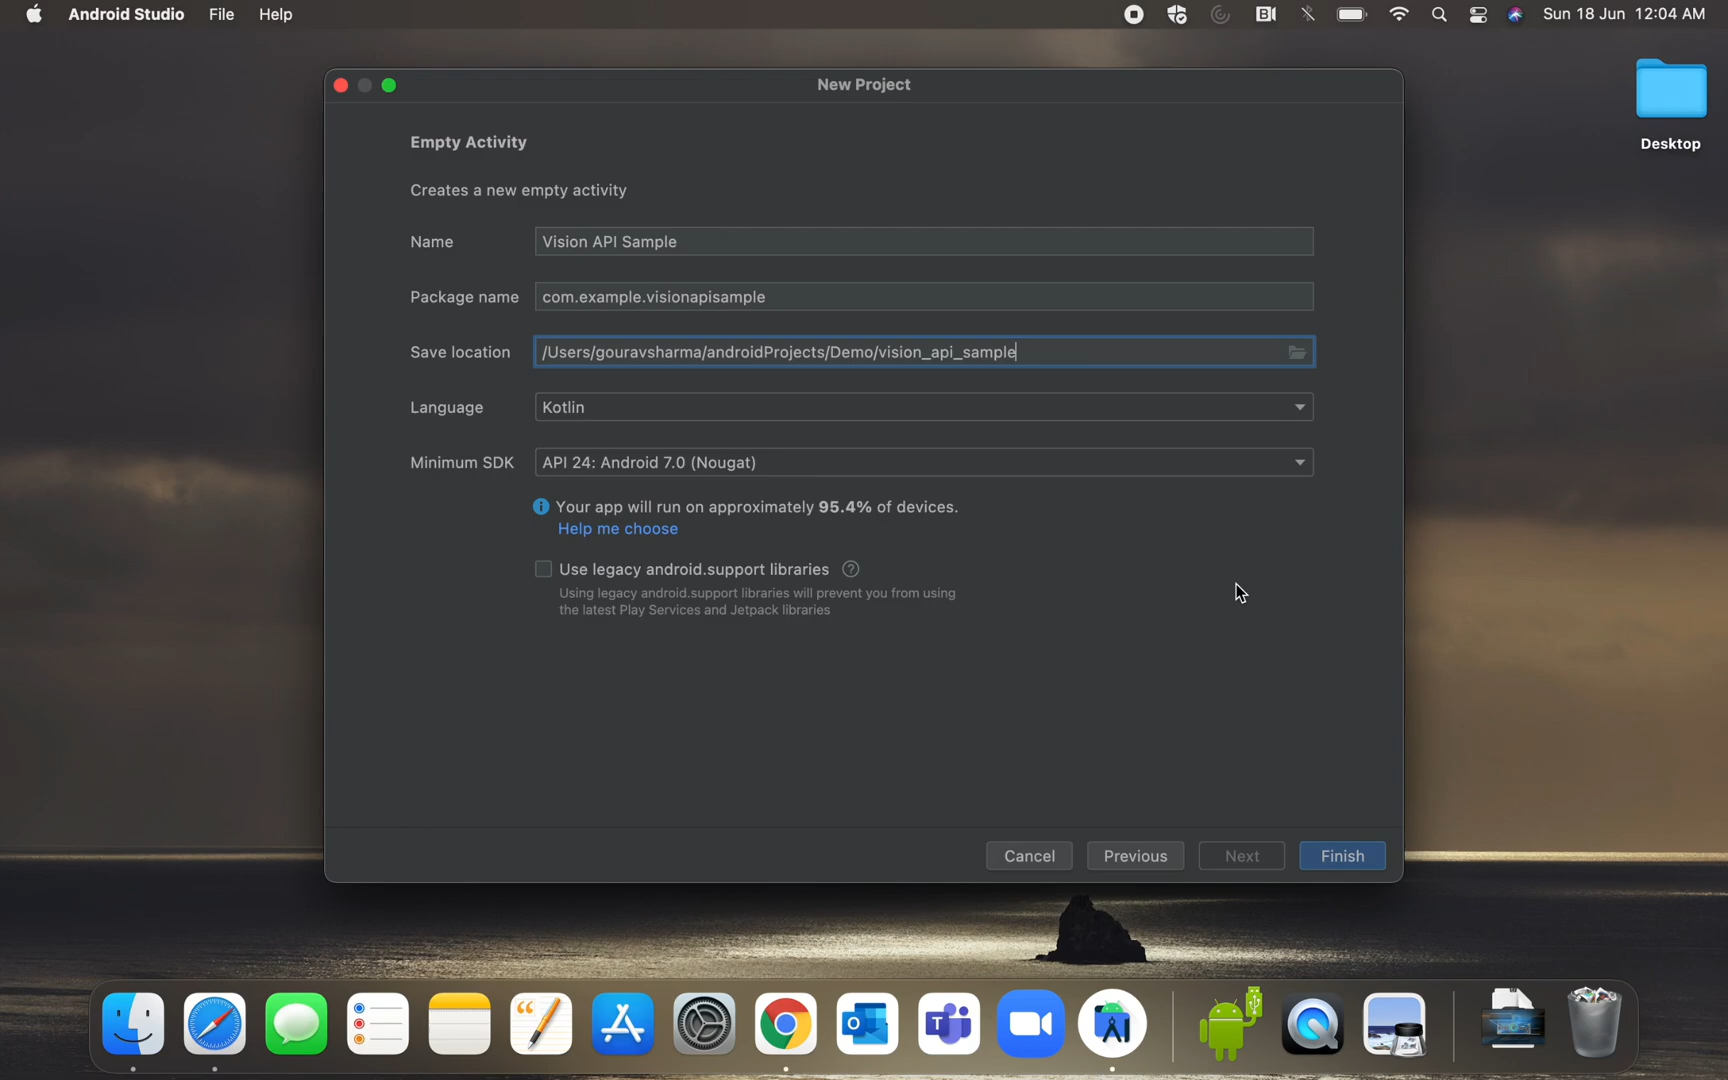 Android Studio File Help
Sun 18 Jun 12:04 AM
New Project
Desktop
Empty Activity
Creates a new empty activity
Name Vision API Sample
Package name com.example.visionapisample
Save location /Users/gouravsharma/androidProjects/Demo/vision_api_sample
Language Kotlin
Minimum SDK API 24: Android 7.0 (Nougat)
Your app will run on approximately 95.4% of devices.
Help me choose
Use legacy android.support libraries ?
Using legacy android.support libraries will prevent you from using
the latest Play Services and Jetpack libraries
Cancel Previous Next Finish